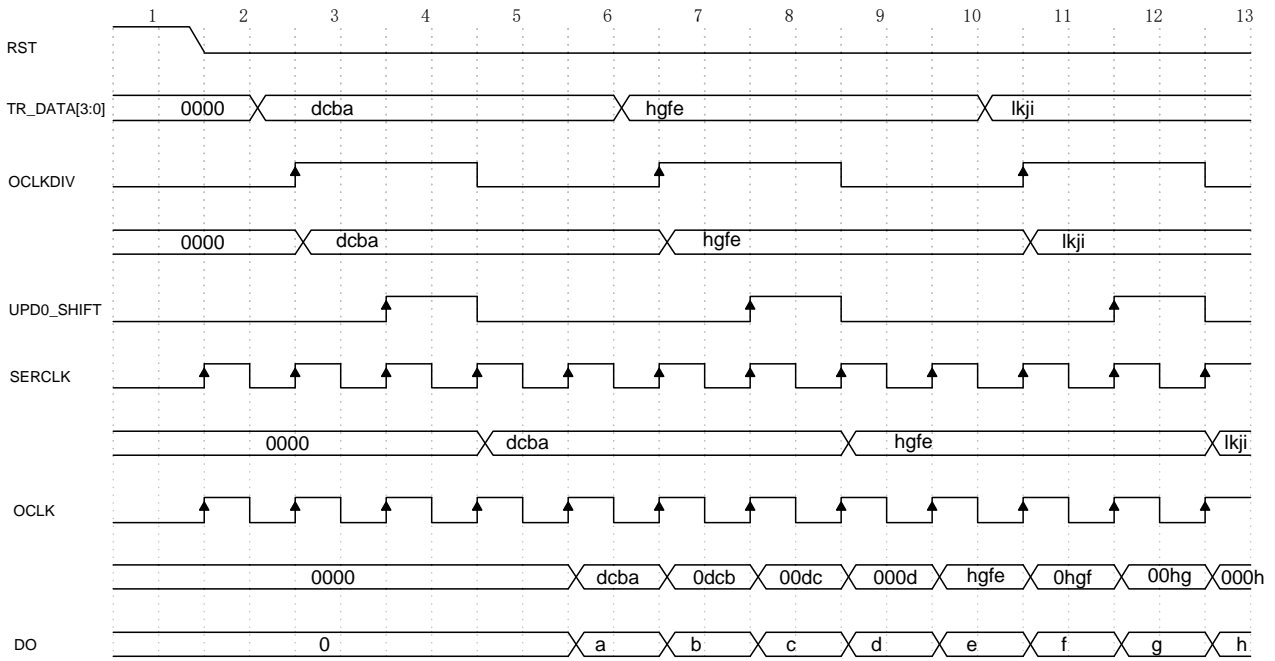 1 2 3 4 5 6 7 8 9 10 11 12 13
RST
TR_DATA[3:0] 0000 dcba hgfe lkji
OCLKDIV
0000 dcba hgfe lkji
UPD0_SHIFT
SERCLK
0000 dcba hgfe lkji
OCLK
0000 dcba 0dcb 00dc 000d hgfe 0hgf 00hg 000h
DO 0 a b c d e f g h